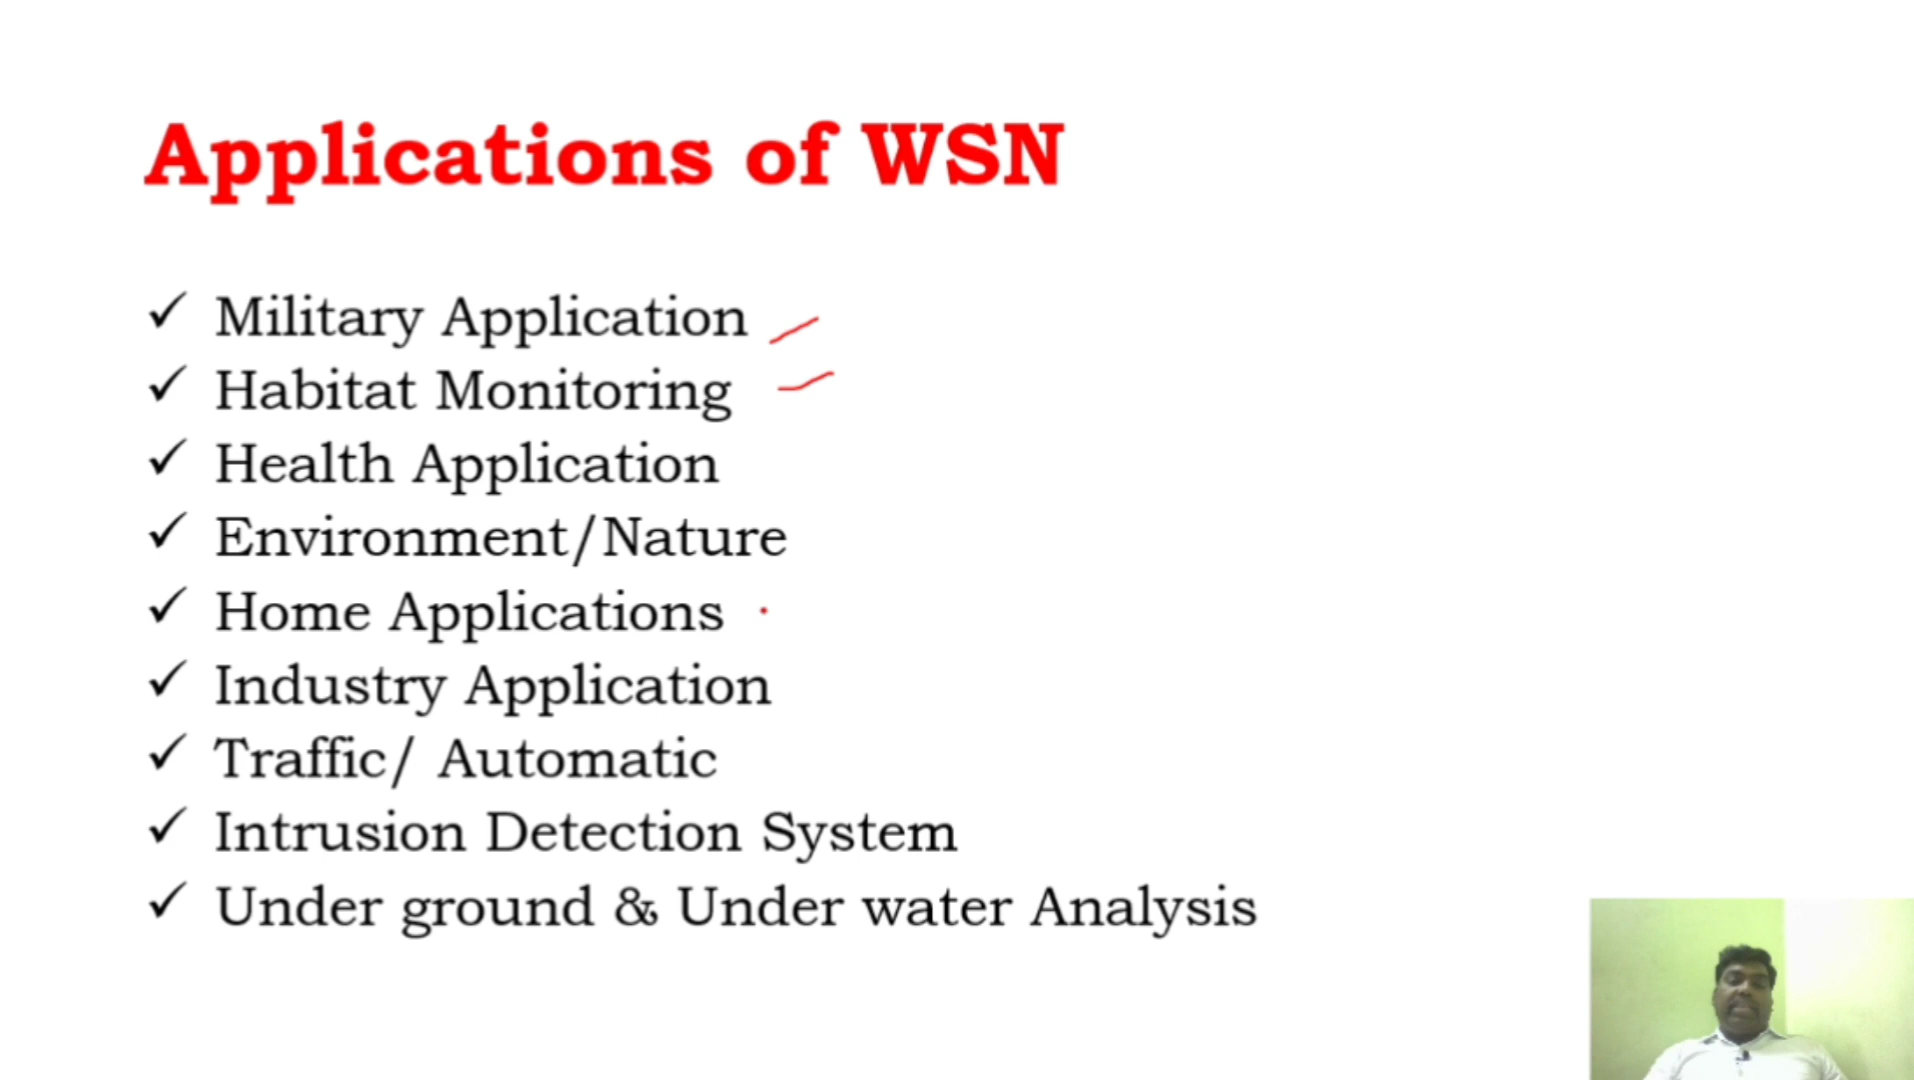 Applications of WSN
✓ Military Application
✓ Habitat Monitoring
✓ Health Application
✓ Environment/Nature
✓ Home Applications
✓ Industry Application
✓ Traffic/ Automatic
✓ Intrusion Detection System
✓ Under ground & Under water Analysis